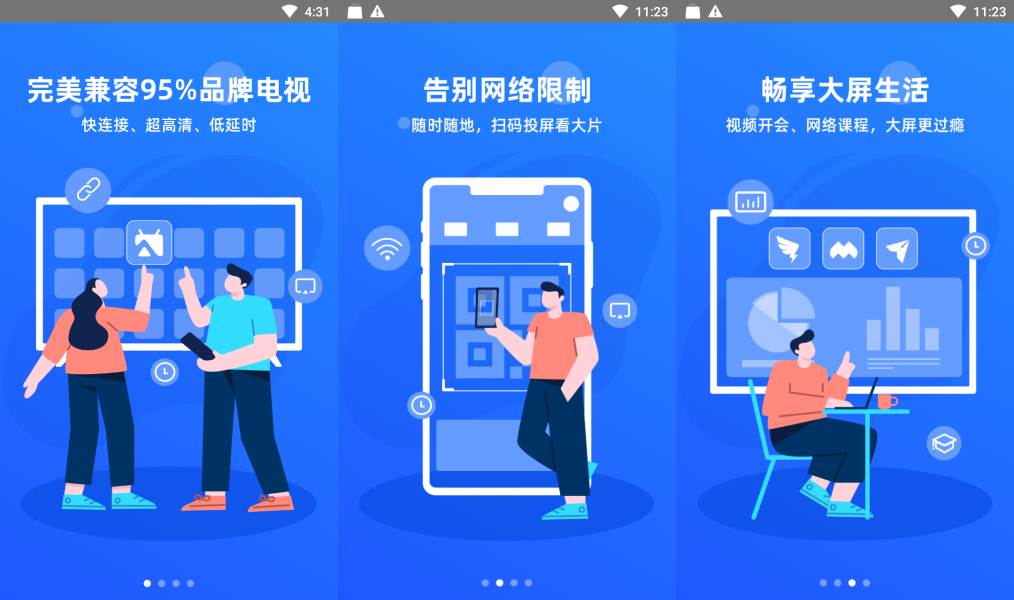 4:31
完美兼容95%品牌电视
快连接、超高清、低延时
11:23
告别网络限制
随时随地，扫码投屏看大片
11:23
畅享大屏生活
视频开会、网络课程，大屏更过瘾